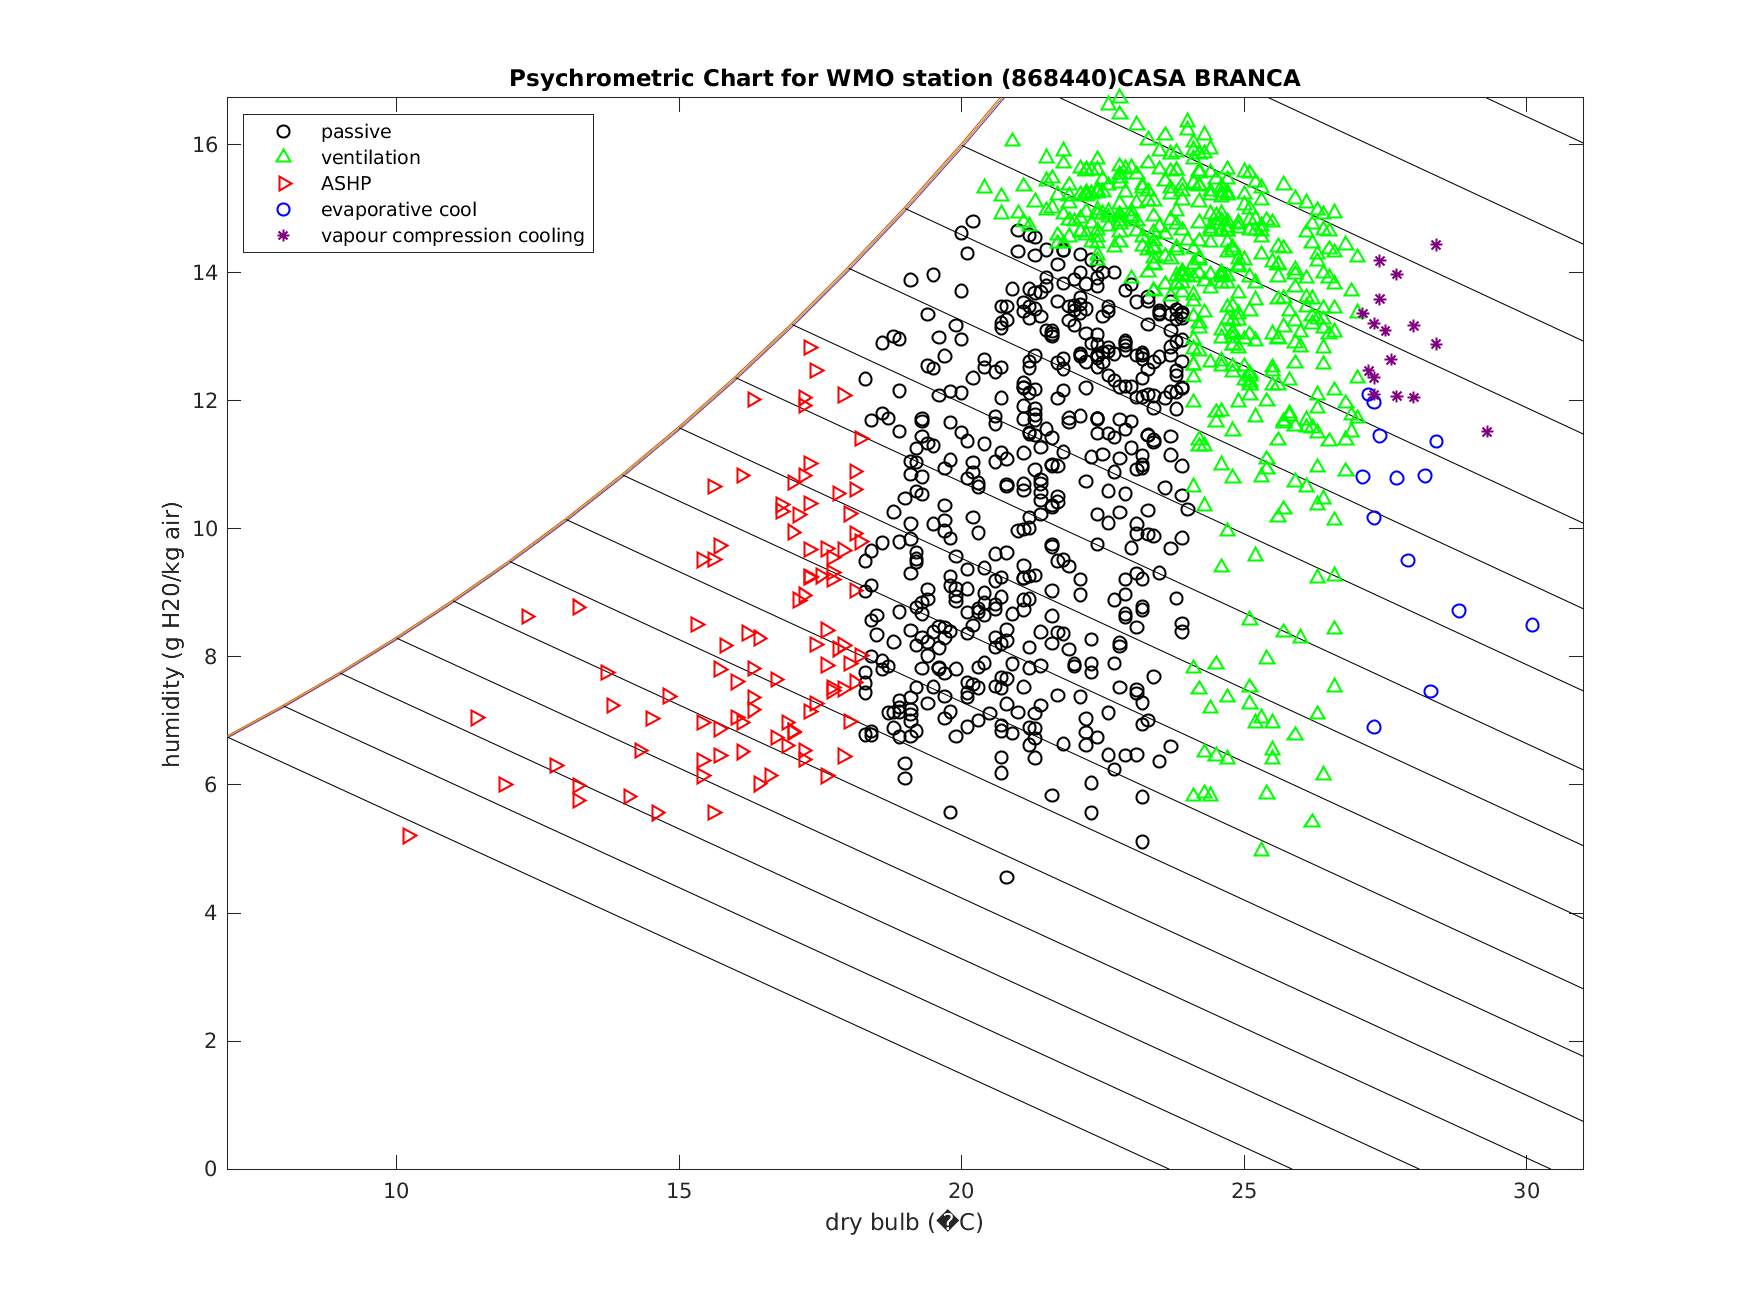 Psychrometric Chart for WMO station (868440)CASA BRANCA
passive
ventilation
ASHP
evaporative cool
vapour compression cooling
humidity (g H20/kg air)
16
14
12
10
8
6
4
2
0
10
15
20
25
30
dry bulb (�C)